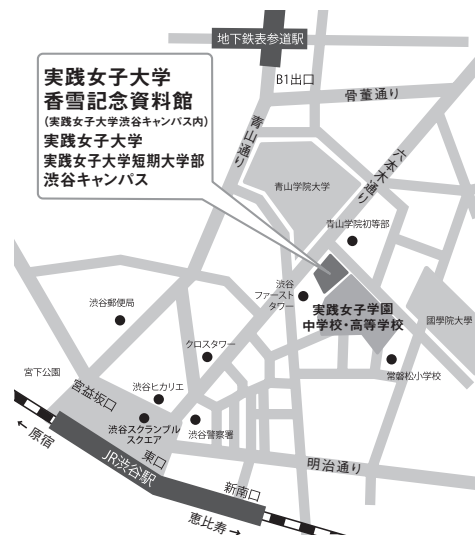 地下鉄表参道駅
B1出口
骨董通り
実践女子大学
香雪記念資料館
（実践女子大学渋谷キャンパス内）
実践女子大学
実践女子大学短期大学部
渋谷キャンパス
青山通り
六本木通り
青山学院大学
青山学院初等部
渋谷
ファースト
タワー
実践女子学園
中学校・高等学校
國學院大學
渋谷郵便局
クロスタワー
常磐松小学校
宮下公園
宮益坂口
渋谷ヒカリエ
渋谷スクランブル
スクエア
渋谷警察署
東口
明治通り
←原宿
JR渋谷駅
新南口
恵比寿→